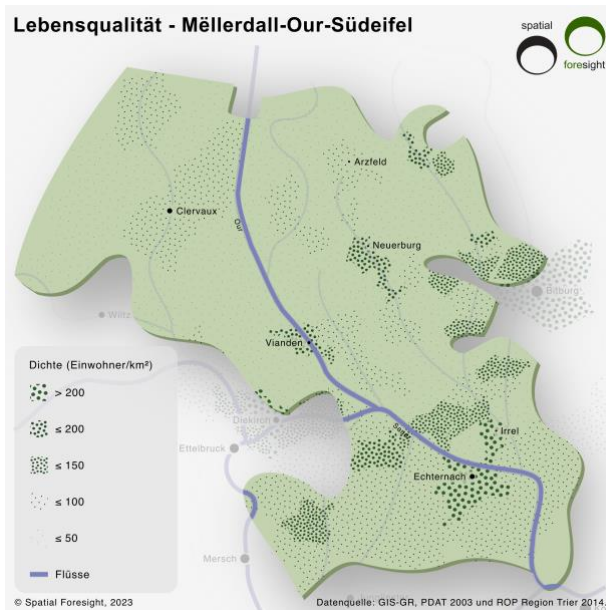 Lebensqualität - Mëllerdall-Our-Südeifel
spatial
foresight
Arzfeld
Clervaux
Our
Neuerburg
Bitburg
Wiltz
Vianden
Dichte (Einwohner/km²)
> 200
≤ 200
≤ 150
≤ 100
≤ 50
Flüsse
Diekirch
Ettelbruck
Sauer
Irrel
Echternach
Mersch
© Spatial Foresight, 2023
Datenquelle: GIS-GR, PDAT 2003 und ROP Region Trier 2014.